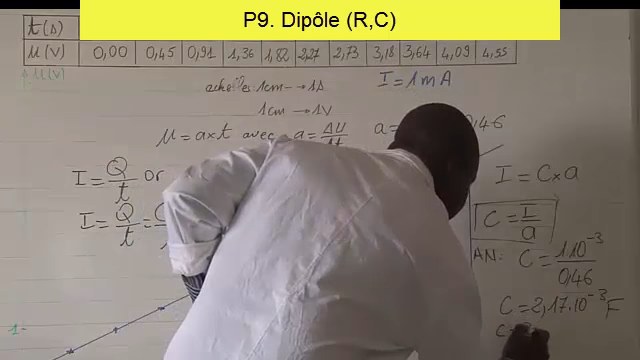 P9. Dipôle (R,C)
t(s)
u(V) 0,00 0,45 0,91 1,36 1,82 2,27 2,73 3,18 3,64 4,09 4,55
u(V)
echelles: 1cm → 1s I = 1mA
1cm → 1V
u = a×t avec a = ΔU a = 0,46
I = Q/t or I = C×a
I = Q/t = C = I/a
AN: C = 1.10⁻³/0,46
C = 2,17.10⁻³ F
1
C =